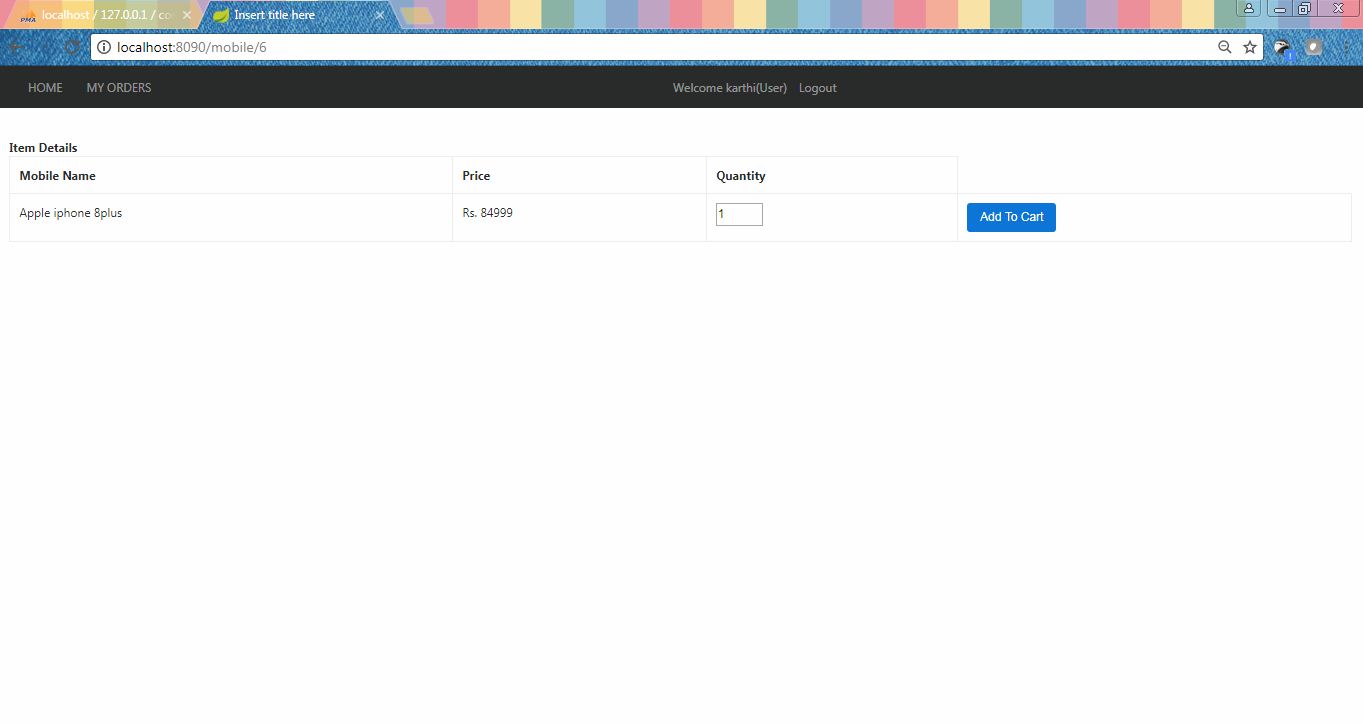 PMA localhost / 127.0.0.1 / co
Insert title here
localhost:8090/mobile/6
HOME MY ORDERS Welcome karthi(User) Logout
Item Details
Mobile Name Price Quantity
Apple iphone 8plus Rs. 84999 1 Add To Cart